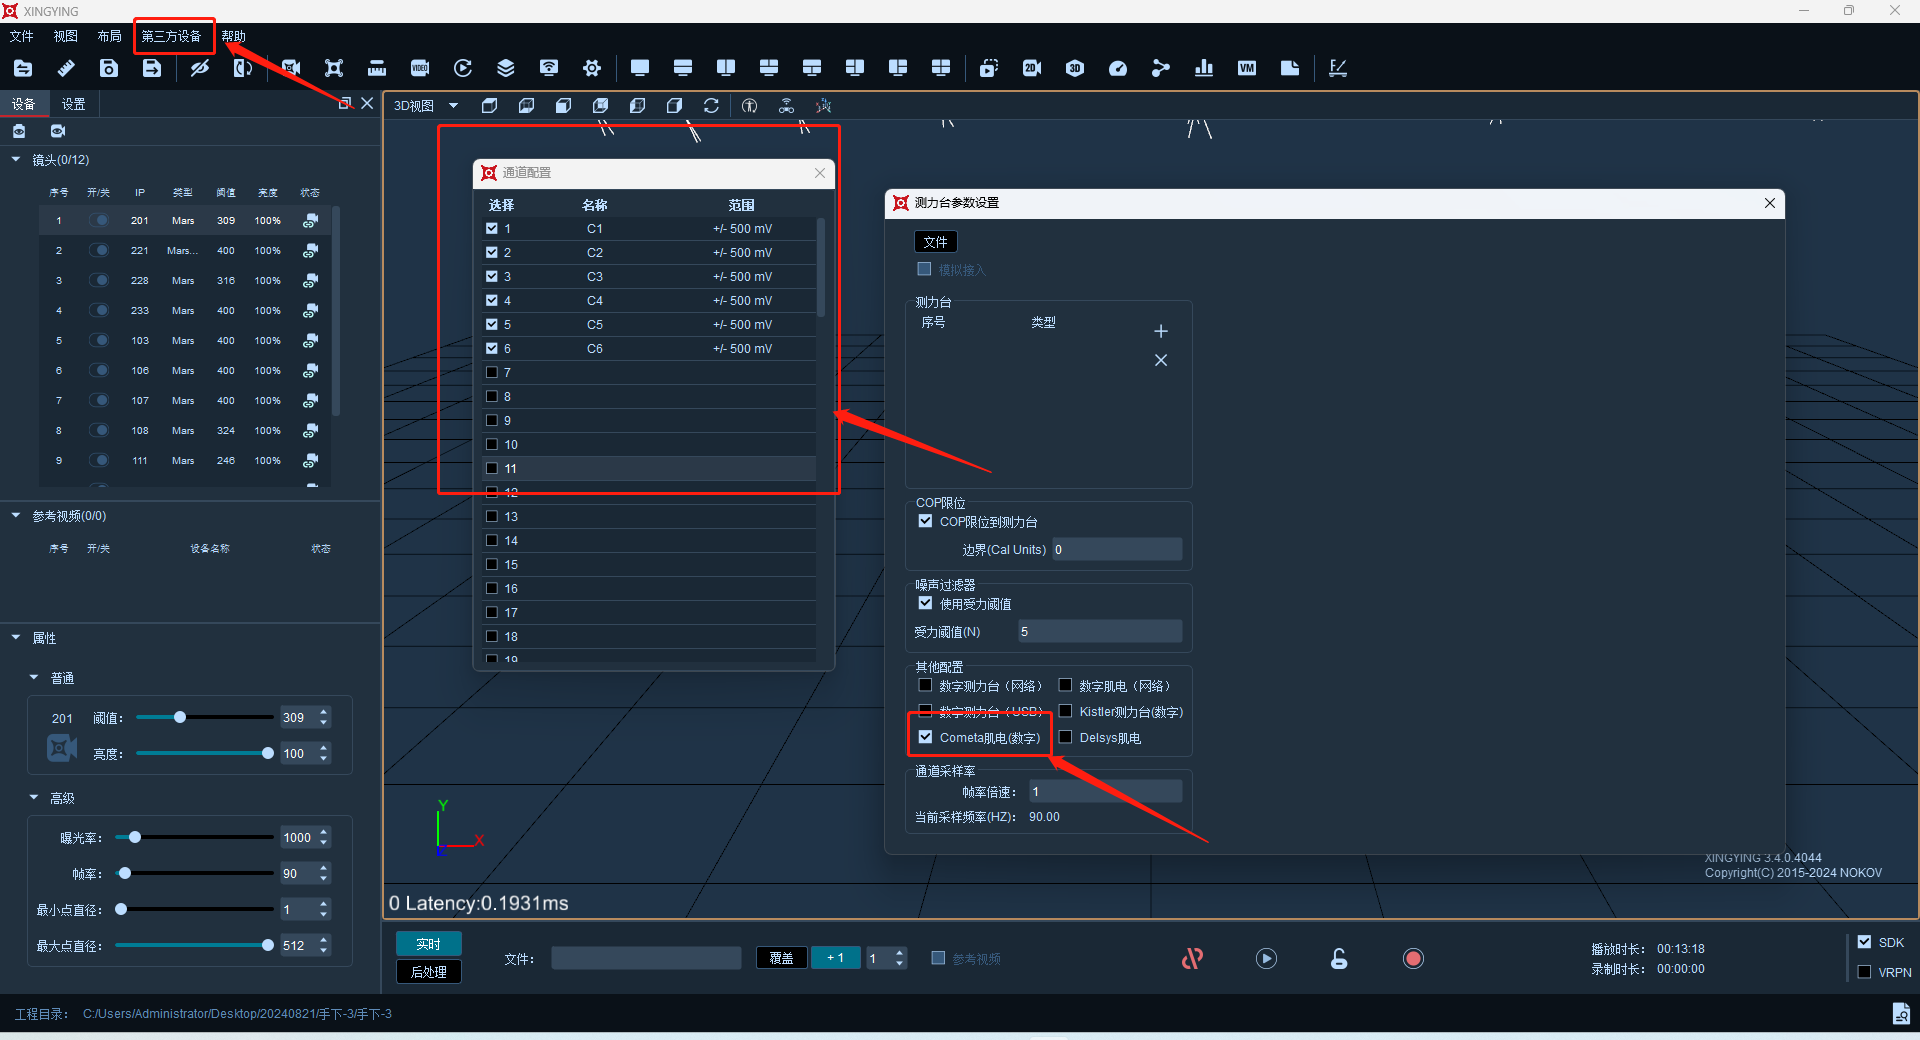 XINGYING
文件 视图 布局 第三方设备 帮助
VIDEO 2D 3D VM
设备 设置
3D视图
镜头(0/12)
序号 开/关 IP 类型 阈值 亮度 状态
1 201 Mars 309 100%
2 221 Mars... 400 100%
3 228 Mars 316 100%
4 233 Mars 400 100%
5 103 Mars 400 100%
6 106 Mars 400 100%
7 107 Mars 400 100%
8 108 Mars 324 100%
9 111 Mars 246 100%
参考视频(0/0)
序号 开/关 设备名称 状态
属性
普通
201 阈值: 309
亮度: 100
高级
曝光率: 1000
帧率: 90
最小点直径: 1
最大点直径: 512
通道配置
选择 名称 范围
1 C1 +/- 500 mV
2 C2 +/- 500 mV
3 C3 +/- 500 mV
4 C4 +/- 500 mV
5 C5 +/- 500 mV
6 C6 +/- 500 mV
7
8
9
10
11
12
13
14
15
16
17
18
19
测力台参数设置
文件
模拟接入
测力台
序号 类型
COP限位
COP限位到测力台
边界(Cal Units) 0
噪声过滤器
使用受力阈值
受力阈值(N) 5
其他配置
数字测力台（网络） 数字肌电（网络）
数字测力台（USB） Kistler测力台(数字)
Cometa肌电(数字) Delsys肌电
通道采样率
帧率倍速: 1
当前采样频率(HZ): 90.00
Y
X
Z
XINGYING 3.4.0.4044
Copyright(C) 2015-2024 NOKOV
0 Latency:0.1931ms
实时
后处理
文件: 覆盖 +1 1 参考视频
播放时长: 00:13:18
录制时长: 00:00:00
SDK
VRPN
工程目录: C:/Users/Administrator/Desktop/20240821/手下-3/手下-3